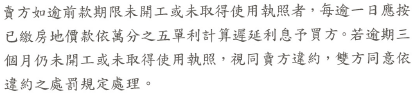 賣方如逾前款期限未開工或未取得使用執照者，每逾一日應按
已繳房地價款依萬分之五單利計算遲延利息予買方。若逾期三
個月仍未開工或未取得使用執照，視同賣方違約，雙方同意依
違約之處罰規定處理。